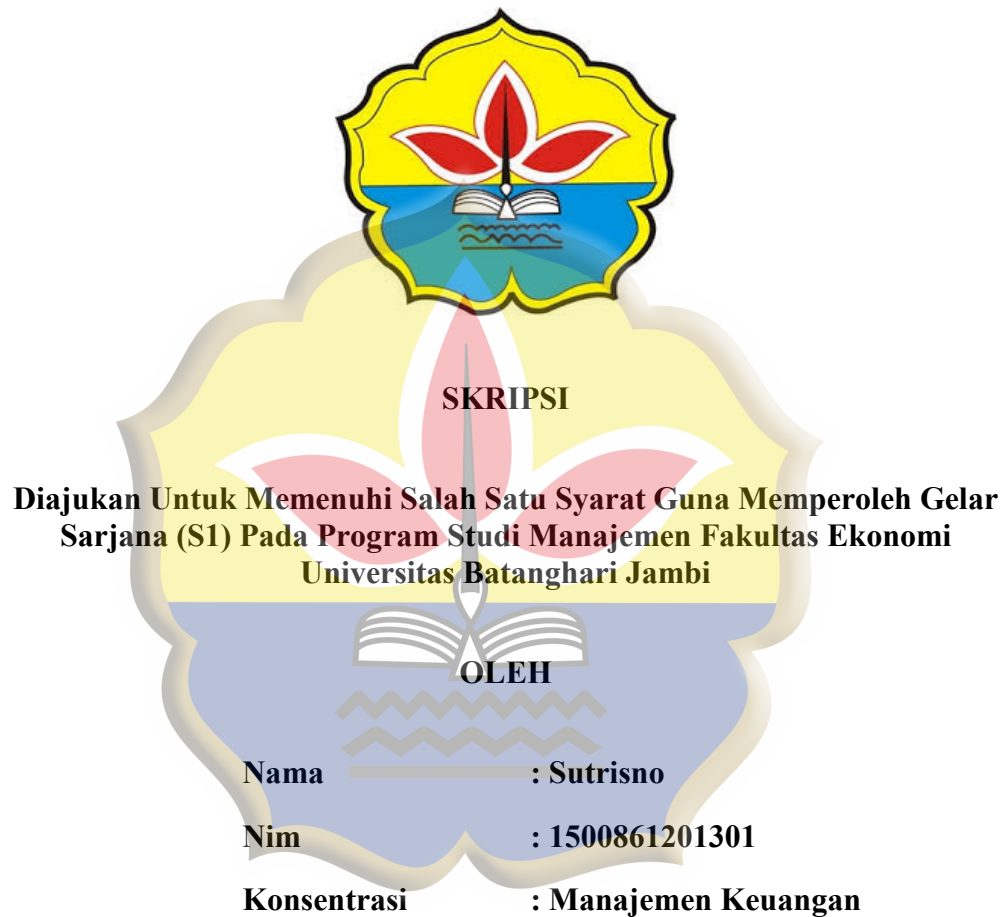 SKRIPSI
Diajukan Untuk Memenuhi Salah Satu Syarat Guna Memperoleh Gelar
Sarjana (S1) Pada Program Studi Manajemen Fakultas Ekonomi
Universitas Batanghari Jambi
OLEH
Nama : Sutrisno
Nim : 1500861201301
Konsentrasi : Manajemen Keuangan